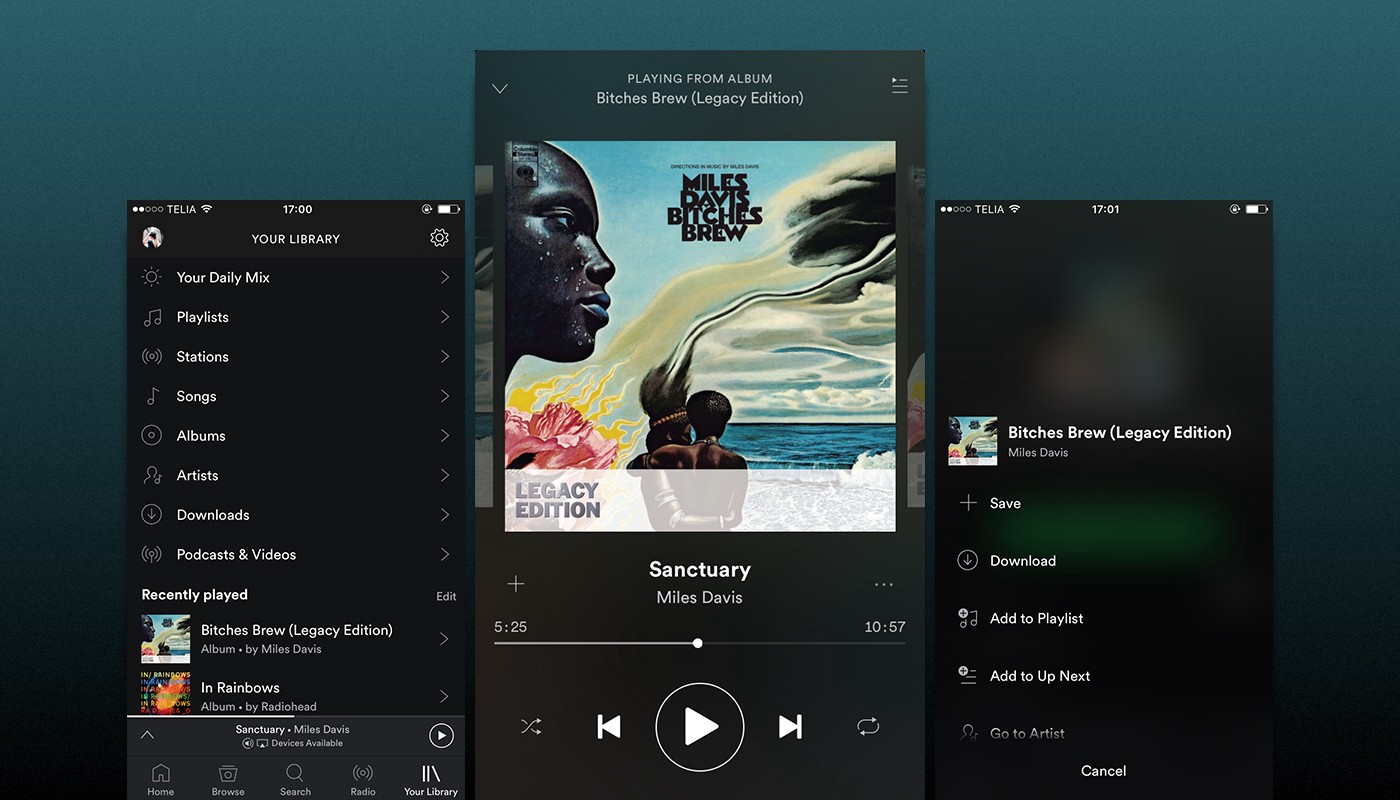 ●●○○○ TELIA 17:00
YOUR LIBRARY
Your Daily Mix
Playlists
Stations
Songs
Albums
Artists
Downloads
Podcasts & Videos
Recently played Edit
Bitches Brew (Legacy Edition)
Album • by Miles Davis
IN/ RAINBOWS
In Rainbows
Album • by Radiohead
Sanctuary • Miles Davis
Devices Available
Home Browse Search Radio Your Library
PLAYING FROM ALBUM
Bitches Brew (Legacy Edition)
Columbia
Stereo
DIRECTIONS IN MUSIC BY MILES DAVIS
MILES
DAVIS
BITCHES
BREW
LEGACY
EDITION
Sanctuary
Miles Davis
5:25 10:57
●●○○○ TELIA 17:01
Bitches Brew (Legacy Edition)
Miles Davis
Save
Download
Add to Playlist
Add to Up Next
Go to Artist
Cancel